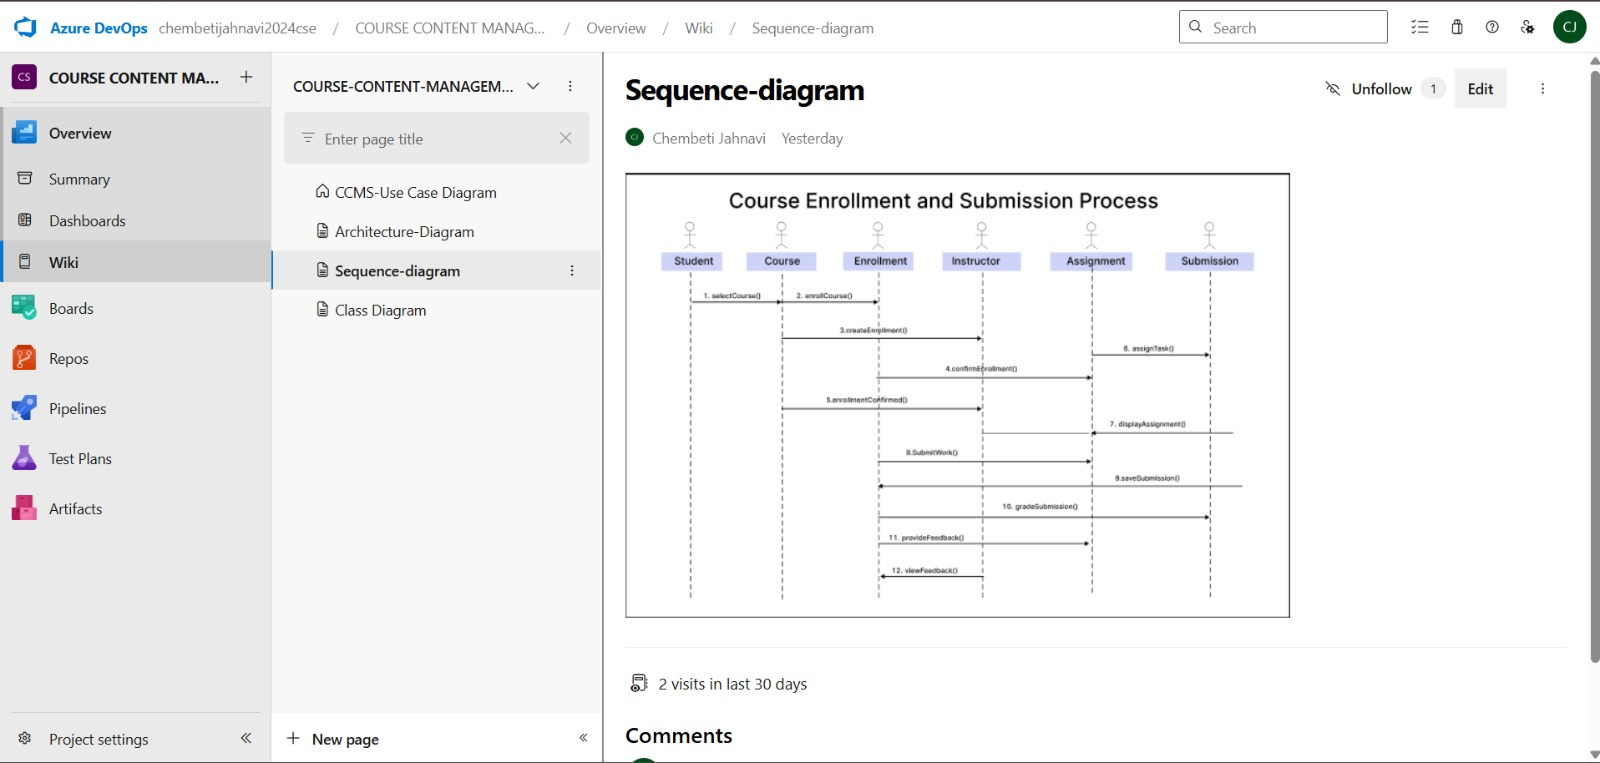 Azure DevOps chembetijahnavi2024cse / COURSE CONTENT MANAG... / Overview / Wiki / Sequence-diagram
Search
CJ
CS COURSE CONTENT MA...
Overview
Summary
Dashboards
Wiki
Boards
Repos
Pipelines
Test Plans
Artifacts
Project settings
COURSE-CONTENT-MANAGEM...
Enter page title
CCMS-Use Case Diagram
Architecture-Diagram
Sequence-diagram
Class Diagram
New page
Sequence-diagram
Unfollow 1 Edit
CJ Chembeti Jahnavi Yesterday
Course Enrollment and Submission Process
Student Course Enrollment Instructor Assignment Submission
1. selectCourse() 2. enrollCourse()
3.createEnrollment()
6. assignTask()
4.confirmEnrollment()
5.enrollmentConfirmed()
7. displayAssignment()
8.SubmitWork()
9.saveSubmission()
10. gradeSubmission()
11. provideFeedback()
12. viewFeedback()
2 visits in last 30 days
Comments